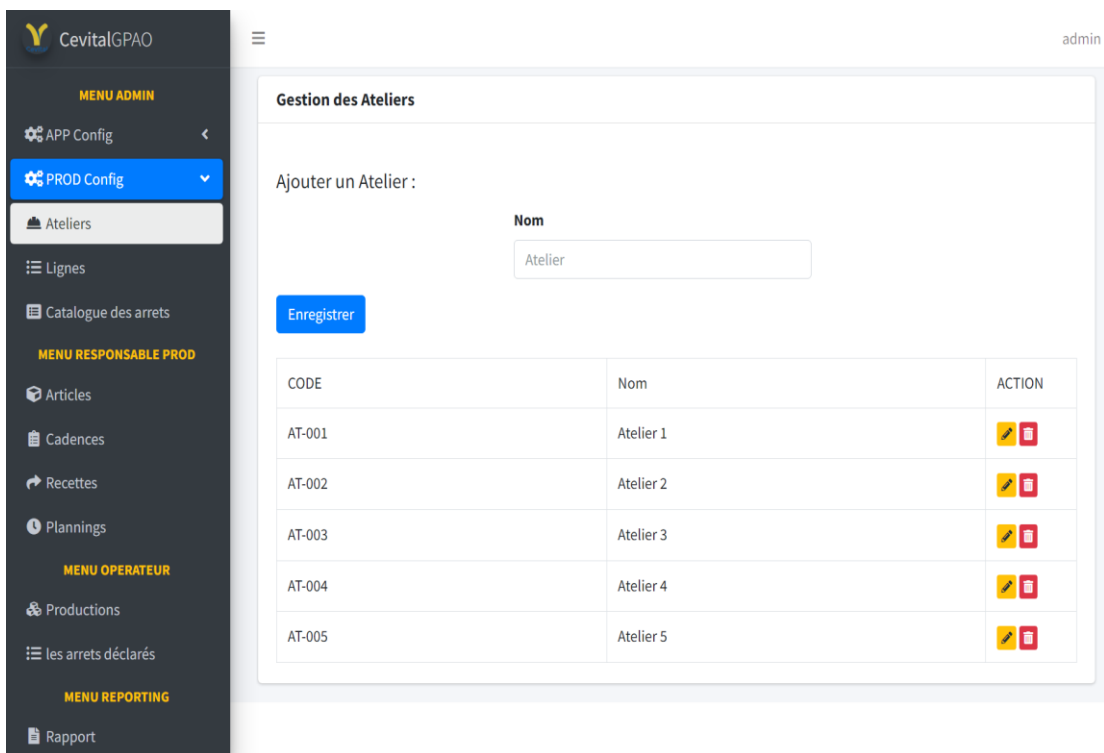 CevitalGPAO
admin
MENU ADMIN
APP Config
PROD Config
Ateliers
Lignes
Catalogue des arrets
MENU RESPONSABLE PROD
Articles
Cadences
Recettes
Plannings
MENU OPERATEUR
Productions
les arrets déclarés
MENU REPORTING
Rapport
Gestion des Ateliers
Ajouter un Atelier :
Nom
Atelier
Enregistrer
CODE Nom ACTION
AT-001 Atelier 1
AT-002 Atelier 2
AT-003 Atelier 3
AT-004 Atelier 4
AT-005 Atelier 5